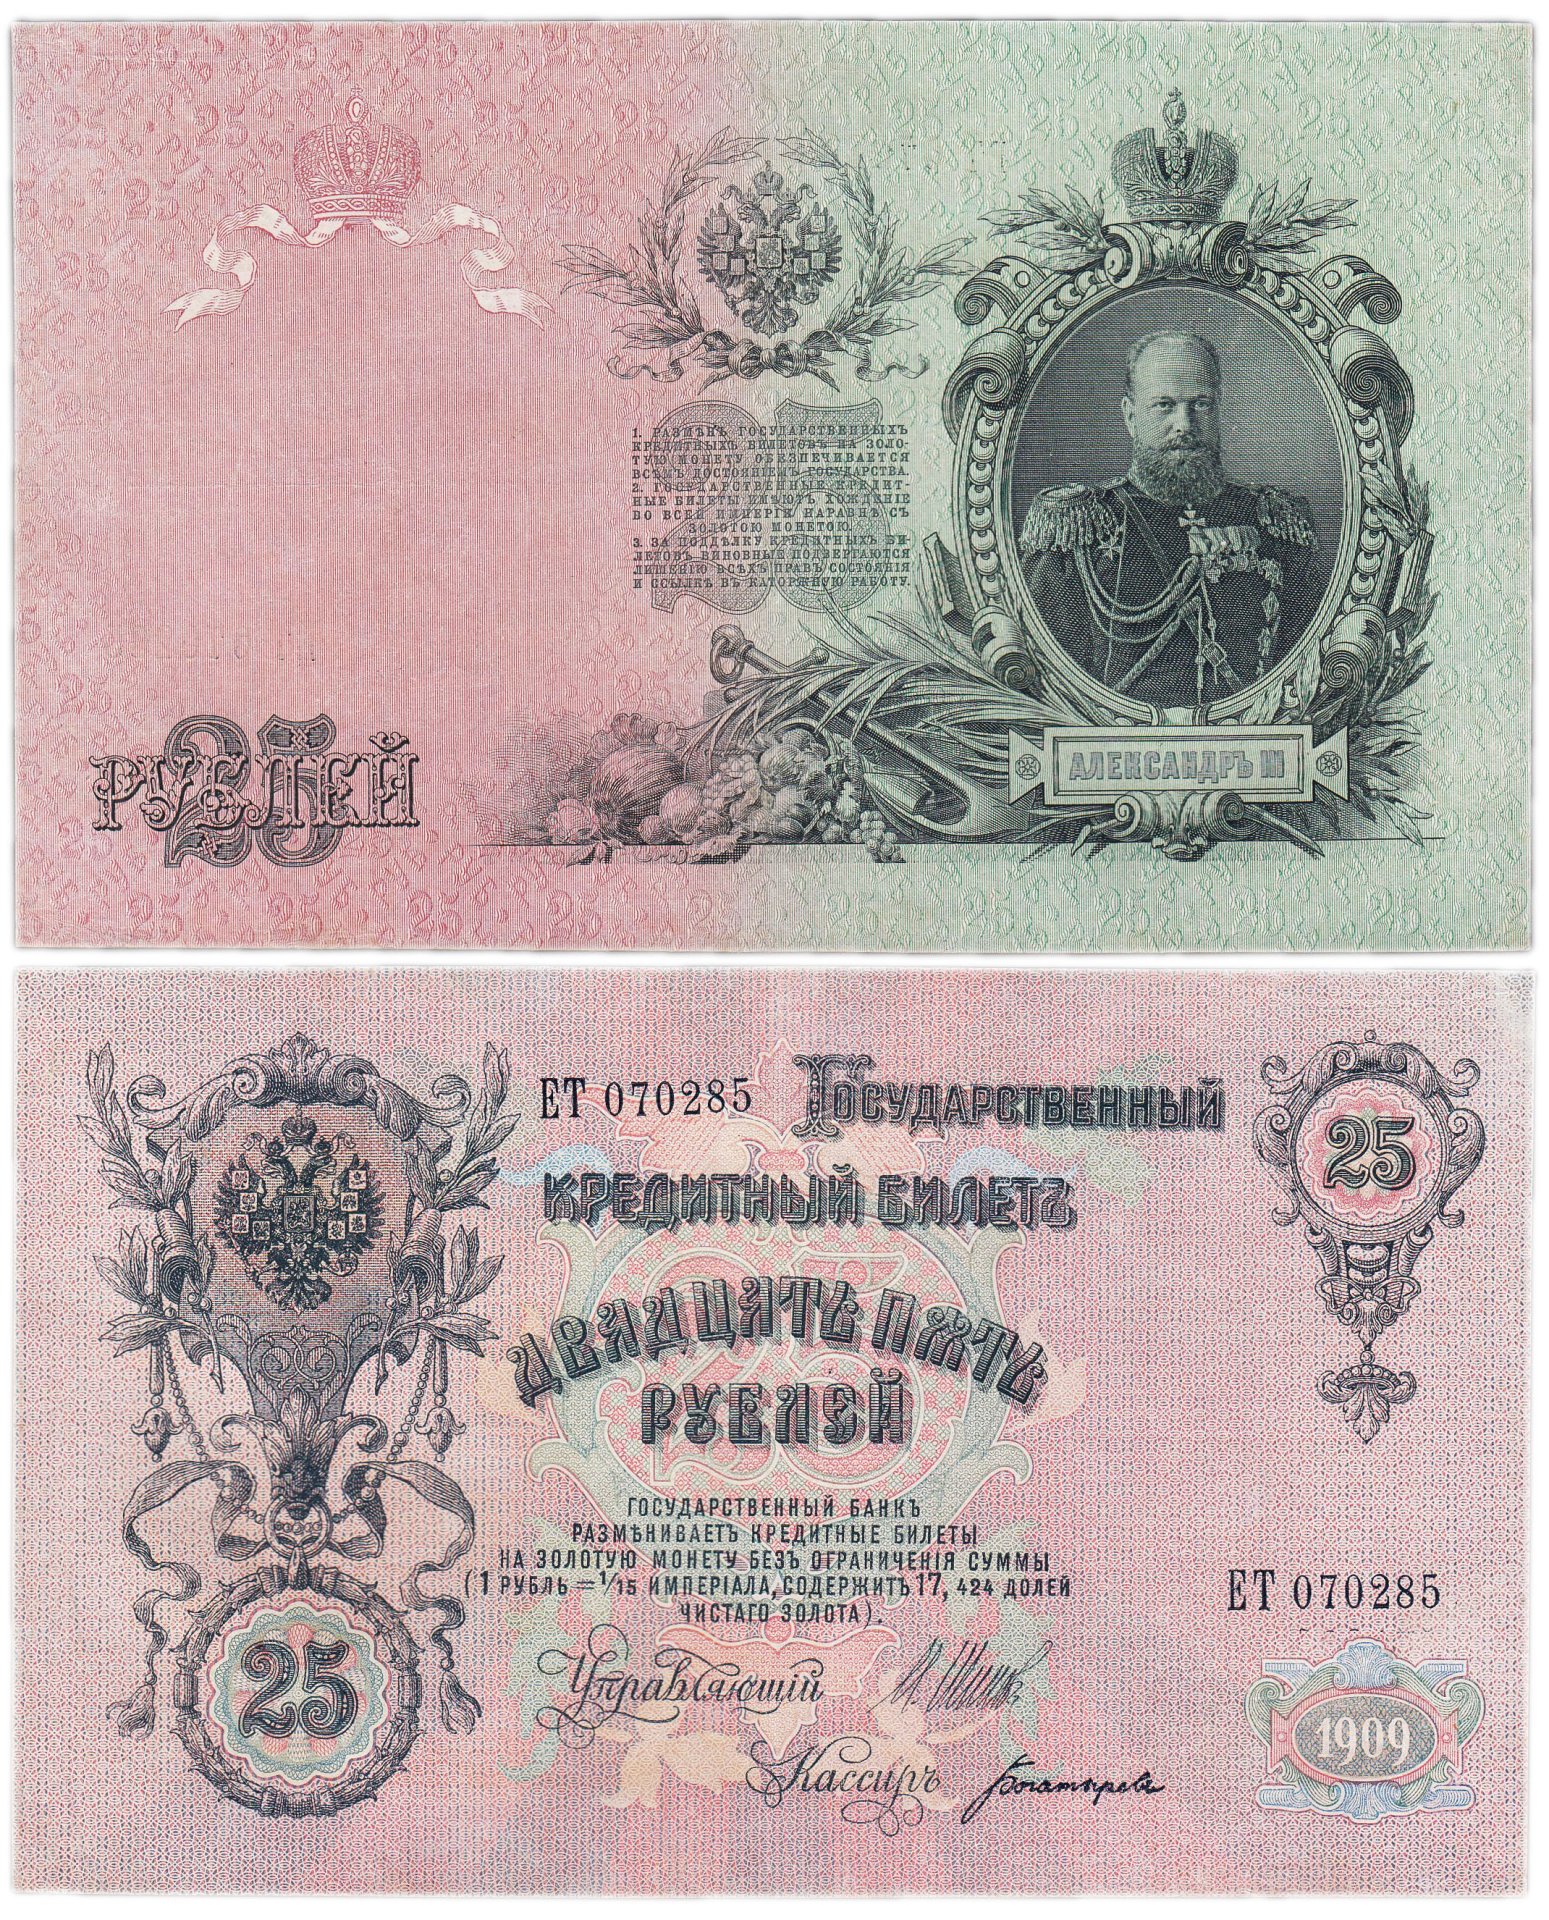 1. РАЗМѢНЪ ГОСУДАРСТВЕННЫХЪ
КРЕДИТНЫХЪ БИЛЕТОВЪ НА ЗОЛО-
ТУЮ МОНЕТУ ОБЕЗПЕЧИВАЕТСЯ
ВСѢМЪ ДОСТОЯНІЕМЪ ГОСУДАРСТВА.
2. ГОСУДАРСТВЕННЫЕ КРЕДИТ-
НЫЕ БИЛЕТЫ ИМѢЮТЪ ХОЖДЕНІЕ
ВО ВСЕЙ ИМПЕРІИ НАРАВНѢ СЪ
ЗОЛОТОЮ МОНЕТОЮ.
3. ЗА ПОДДѢЛКУ КРЕДИТНЫХЪ БИ-
ЛЕТОВЪ ВИНОВНЫЕ ПОДВЕРГАЮТСЯ
ЛИШЕНІЮ ВСѢХЪ ПРАВЪ СОСТОЯНІЯ
И ССЫЛКѢ ВЪ КАТОРЖНУЮ РАБОТУ.
25
25
РУБЛЕЙ
АЛЕКСАНДРЪ III
ЕТ 070285
ГОСУДАРСТВЕННЫЙ
КРЕДИТНЫЙ БИЛЕТЪ
25
ДВАДЦАТЬ ПЯТЬ
РУБЛЕЙ
25
ГОСУДАРСТВЕННЫЙ БАНКЪ
РАЗМѢНИВАЕТЪ КРЕДИТНЫЕ БИЛЕТЫ
НА ЗОЛОТУЮ МОНЕТУ БЕЗЪ ОГРАНИЧЕНІЯ СУММЫ
(1 РУБЛЬ = 1/15 ИМПЕРІАЛА, СОДЕРЖИТЪ 17, 424 ДОЛЕЙ
ЧИСТАГО ЗОЛОТА).
ЕТ 070285
25
Управляющій
Кассиръ
Богатыревъ
1909